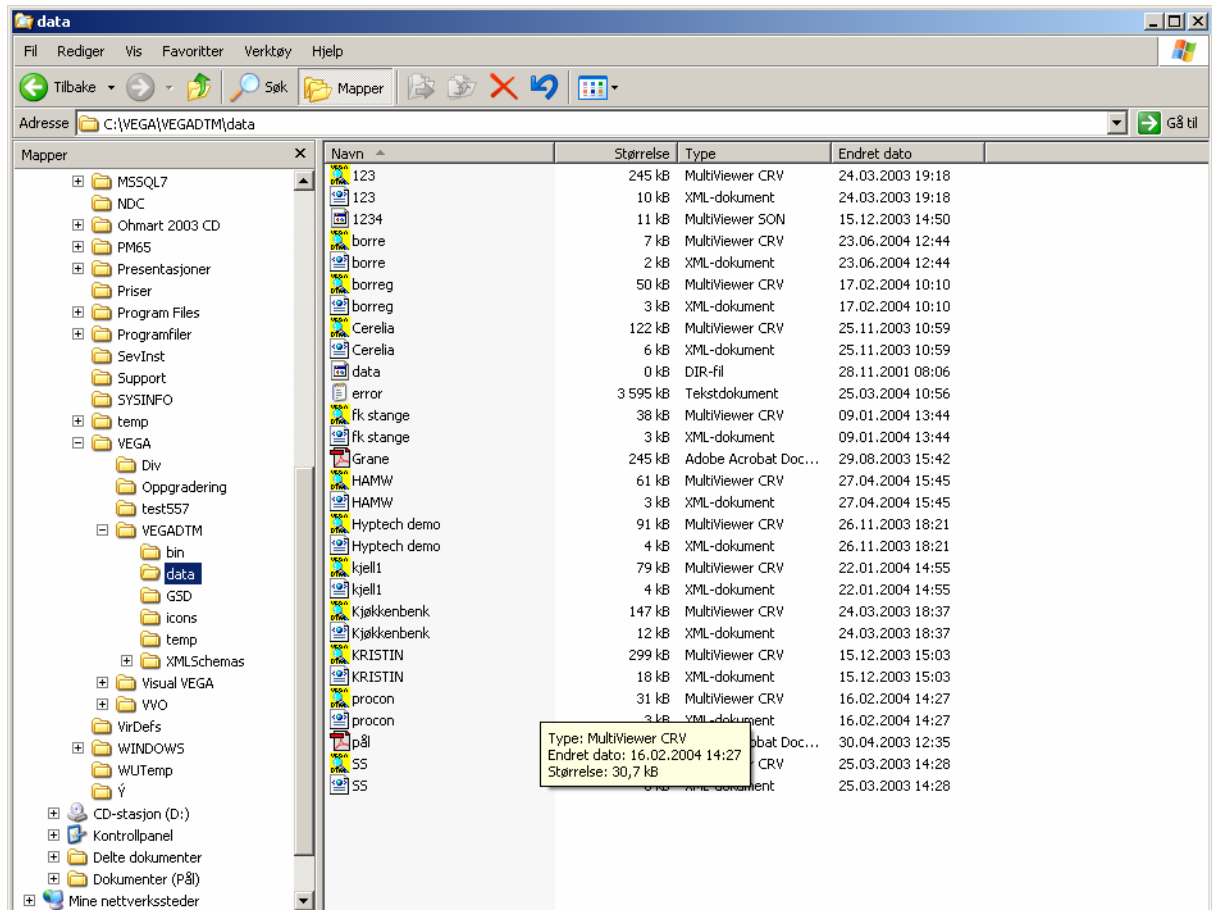 data
Fil Rediger Vis Favoritter Verktøy Hjelp
Tilbake Søk Mapper
Adresse C:\VEGA\VEGADTM\data Gå til
Mapper
MSSQL7
NDC
Ohmart 2003 CD
PM65
Presentasjoner
Priser
Program Files
Programfiler
SevInst
Support
SYSINFO
temp
VEGA
Div
Oppgradering
test557
VEGADTM
bin
data
GSD
icons
temp
XMLSchemas
Visual VEGA
VVO
VirDefs
WINDOWS
WUTemp
Ý
CD-stasjon (D:)
Kontrollpanel
Delte dokumenter
Dokumenter (Pål)
Mine nettverkssteder
Navn Størrelse Type Endret dato
123 245 kB MultiViewer CRV 24.03.2003 19:18
123 10 kB XML-dokument 24.03.2003 19:18
1234 11 kB MultiViewer SON 15.12.2003 14:50
borre 7 kB MultiViewer CRV 23.06.2004 12:44
borre 2 kB XML-dokument 23.06.2004 12:44
borreg 50 kB MultiViewer CRV 17.02.2004 10:10
borreg 3 kB XML-dokument 17.02.2004 10:10
Cerelia 122 kB MultiViewer CRV 25.11.2003 10:59
Cerelia 6 kB XML-dokument 25.11.2003 10:59
data 0 kB DIR-fil 28.11.2001 08:06
error 3 595 kB Tekstdokument 25.03.2004 10:56
fk stange 38 kB MultiViewer CRV 09.01.2004 13:44
fk stange 3 kB XML-dokument 09.01.2004 13:44
Grane 245 kB Adobe Acrobat Doc... 29.08.2003 15:42
HAMW 61 kB MultiViewer CRV 27.04.2004 15:45
HAMW 3 kB XML-dokument 27.04.2004 15:45
Hyptech demo 91 kB MultiViewer CRV 26.11.2003 18:21
Hyptech demo 4 kB XML-dokument 26.11.2003 18:21
kjell1 79 kB MultiViewer CRV 22.01.2004 14:55
kjell1 4 kB XML-dokument 22.01.2004 14:55
Kjøkkenbenk 147 kB MultiViewer CRV 24.03.2003 18:37
Kjøkkenbenk 12 kB XML-dokument 24.03.2003 18:37
KRISTIN 299 kB MultiViewer CRV 15.12.2003 15:03
KRISTIN 18 kB XML-dokument 15.12.2003 15:03
procon 31 kB MultiViewer CRV 16.02.2004 14:27
procon 3 kB XML-dokument 16.02.2004 14:27
pål Doc... 30.04.2003 12:35
SS CRV 25.03.2003 14:28
SS XML-dokument 25.03.2003 14:28
Type: MultiViewer CRV
Endret dato: 16.02.2004 14:27
Størrelse: 30,7 kB